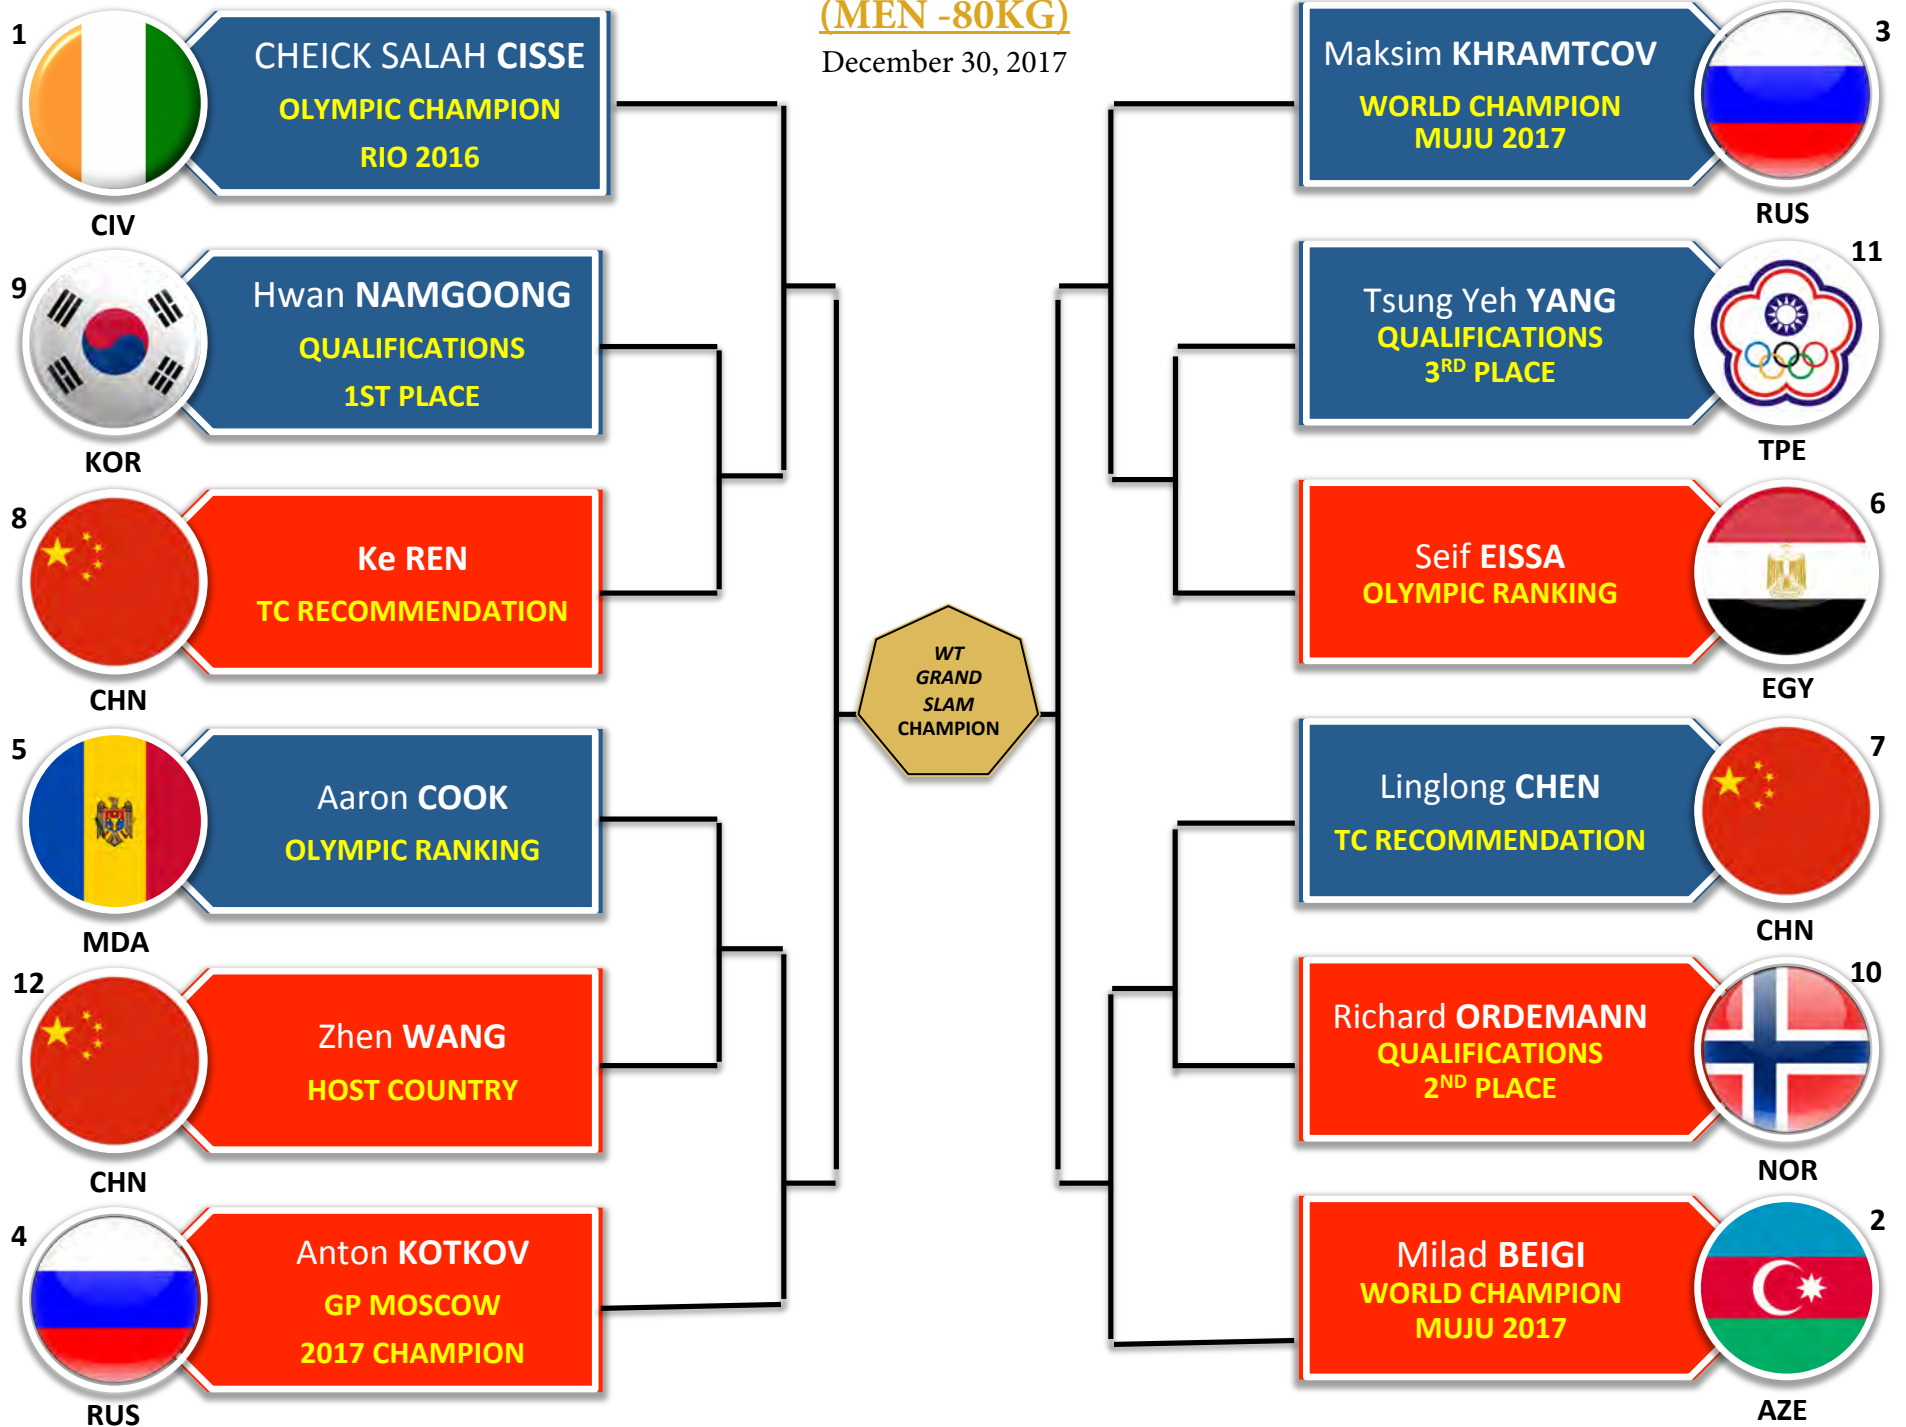 (MEN -80KG)
December 30, 2017
1
CHEICK SALAH CISSE
OLYMPIC CHAMPION
RIO 2016
CIV
9
Hwan NAMGOONG
QUALIFICATIONS
1ST PLACE
KOR
8
Ke REN
TC RECOMMENDATION
CHN
5
Aaron COOK
OLYMPIC RANKING
MDA
12
Zhen WANG
HOST COUNTRY
CHN
4
Anton KOTKOV
GP MOSCOW
2017 CHAMPION
RUS
WT
GRAND
SLAM
CHAMPION
3
Maksim KHRAMTCOV
WORLD CHAMPION
MUJU 2017
RUS
11
Tsung Yeh YANG
QUALIFICATIONS
3RD PLACE
TPE
6
Seif EISSA
OLYMPIC RANKING
EGY
7
Linglong CHEN
TC RECOMMENDATION
CHN
10
Richard ORDEMANN
QUALIFICATIONS
2ND PLACE
NOR
2
Milad BEIGI
WORLD CHAMPION
MUJU 2017
AZE